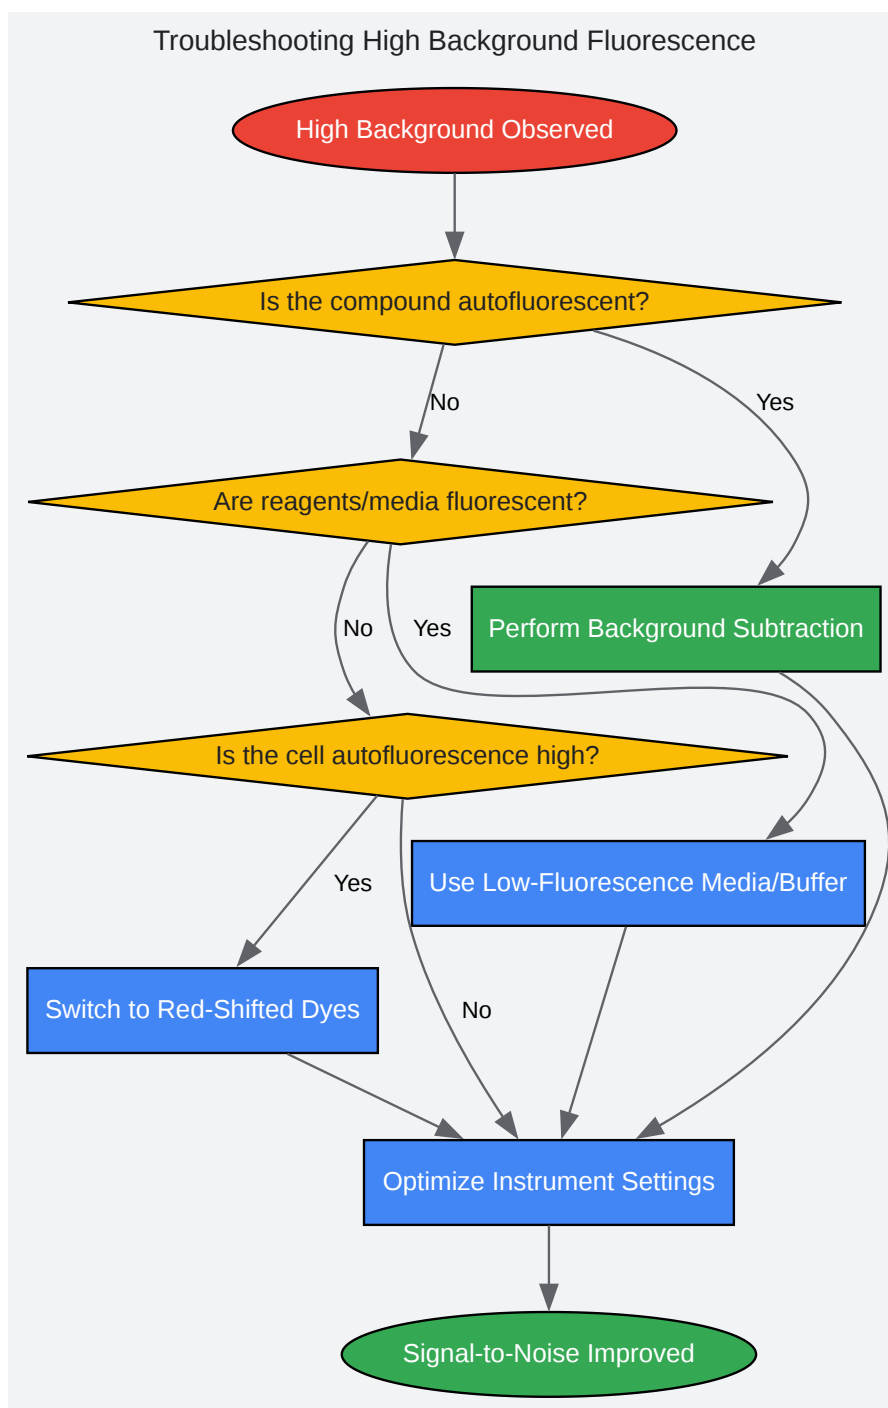 Troubleshooting High Background Fluorescence
High Background Observed
Is the compound autofluorescent?
No
Yes
Are reagents/media fluorescent?
No
Yes
Perform Background Subtraction
Is the cell autofluorescence high?
Yes
Use Low-Fluorescence Media/Buffer
Switch to Red-Shifted Dyes
No
Optimize Instrument Settings
Signal-to-Noise Improved